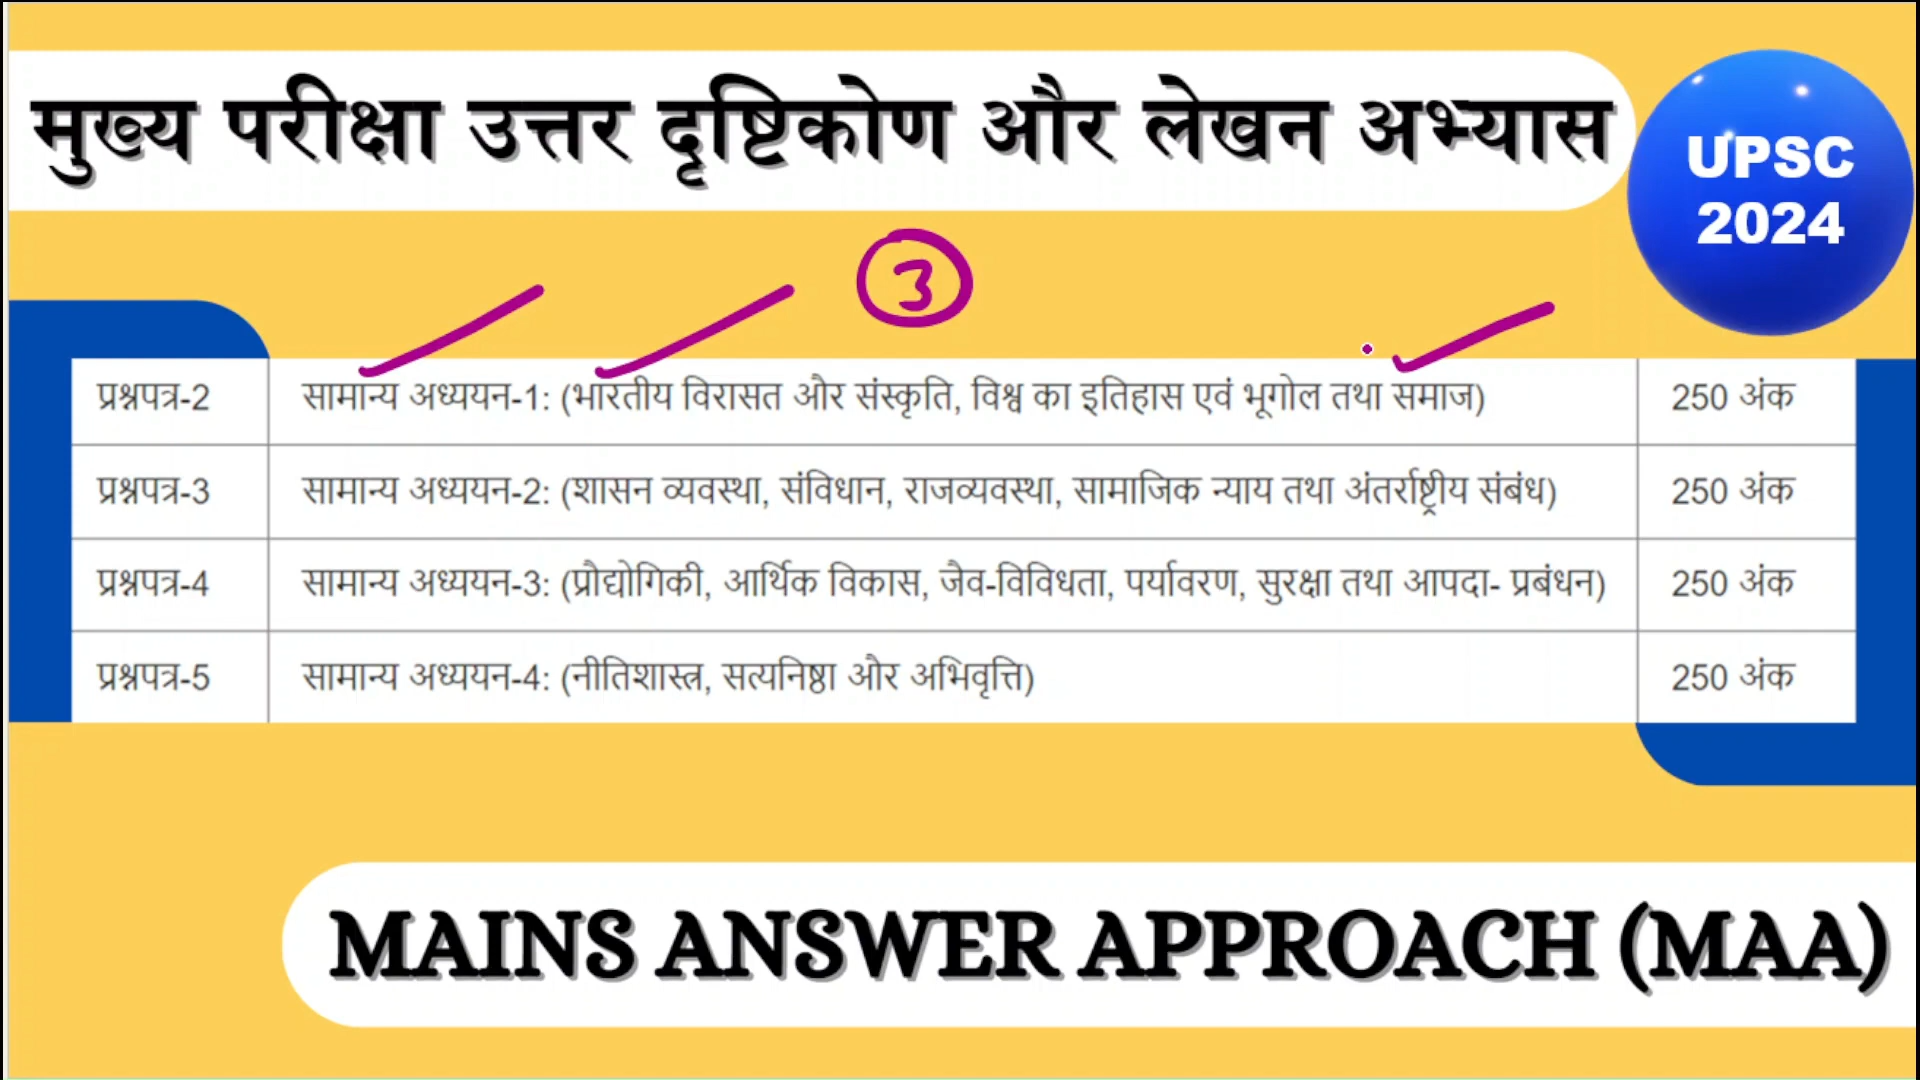 मुख्य परीक्षा उत्तर दृष्टिकोण और लेखन अभ्यास
UPSC
2024
3
प्रश्नपत्र-2 सामान्य अध्ययन-1: (भारतीय विरासत और संस्कृति, विश्व का इतिहास एवं भूगोल तथा समाज) 250 अंक
प्रश्नपत्र-3 सामान्य अध्ययन-2: (शासन व्यवस्था, संविधान, राजव्यवस्था, सामाजिक न्याय तथा अंतर्राष्ट्रीय संबंध) 250 अंक
प्रश्नपत्र-4 सामान्य अध्ययन-3: (प्रौद्योगिकी, आर्थिक विकास, जैव-विविधता, पर्यावरण, सुरक्षा तथा आपदा- प्रबंधन) 250 अंक
प्रश्नपत्र-5 सामान्य अध्ययन-4: (नीतिशास्त्र, सत्यनिष्ठा और अभिवृत्ति) 250 अंक
MAINS ANSWER APPROACH (MAA)